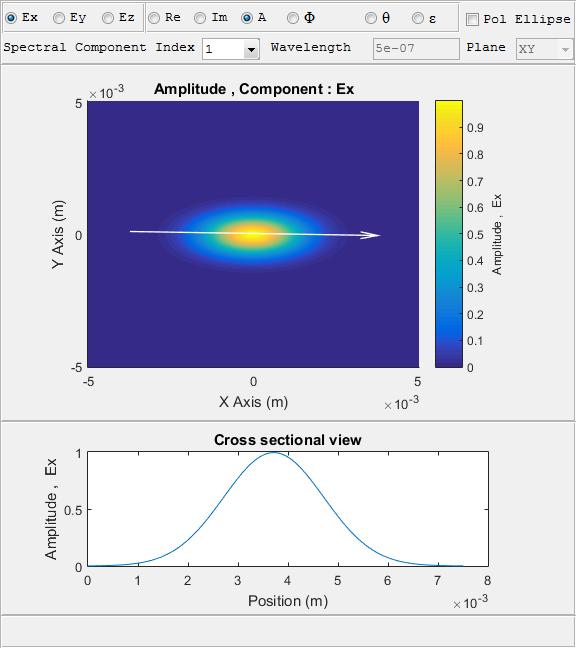 Ex Ey Ez Re Im A Φ θ ε Pol Ellipse
Spectral Component Index 1 Wavelength 5e-07 Plane XY
×10-3
Amplitude , Component : Ex
5
0
-5
Y Axis (m)
-5 0 5
X Axis (m)
×10-3
0.9
0.8
0.7
0.6
0.5
0.4
0.3
0.2
0.1
0
Amplitude , Ex
Cross sectional view
1
0.5
0
Amplitude , Ex
0 1 2 3 4 5 6 7 8
Position (m)
×10-3